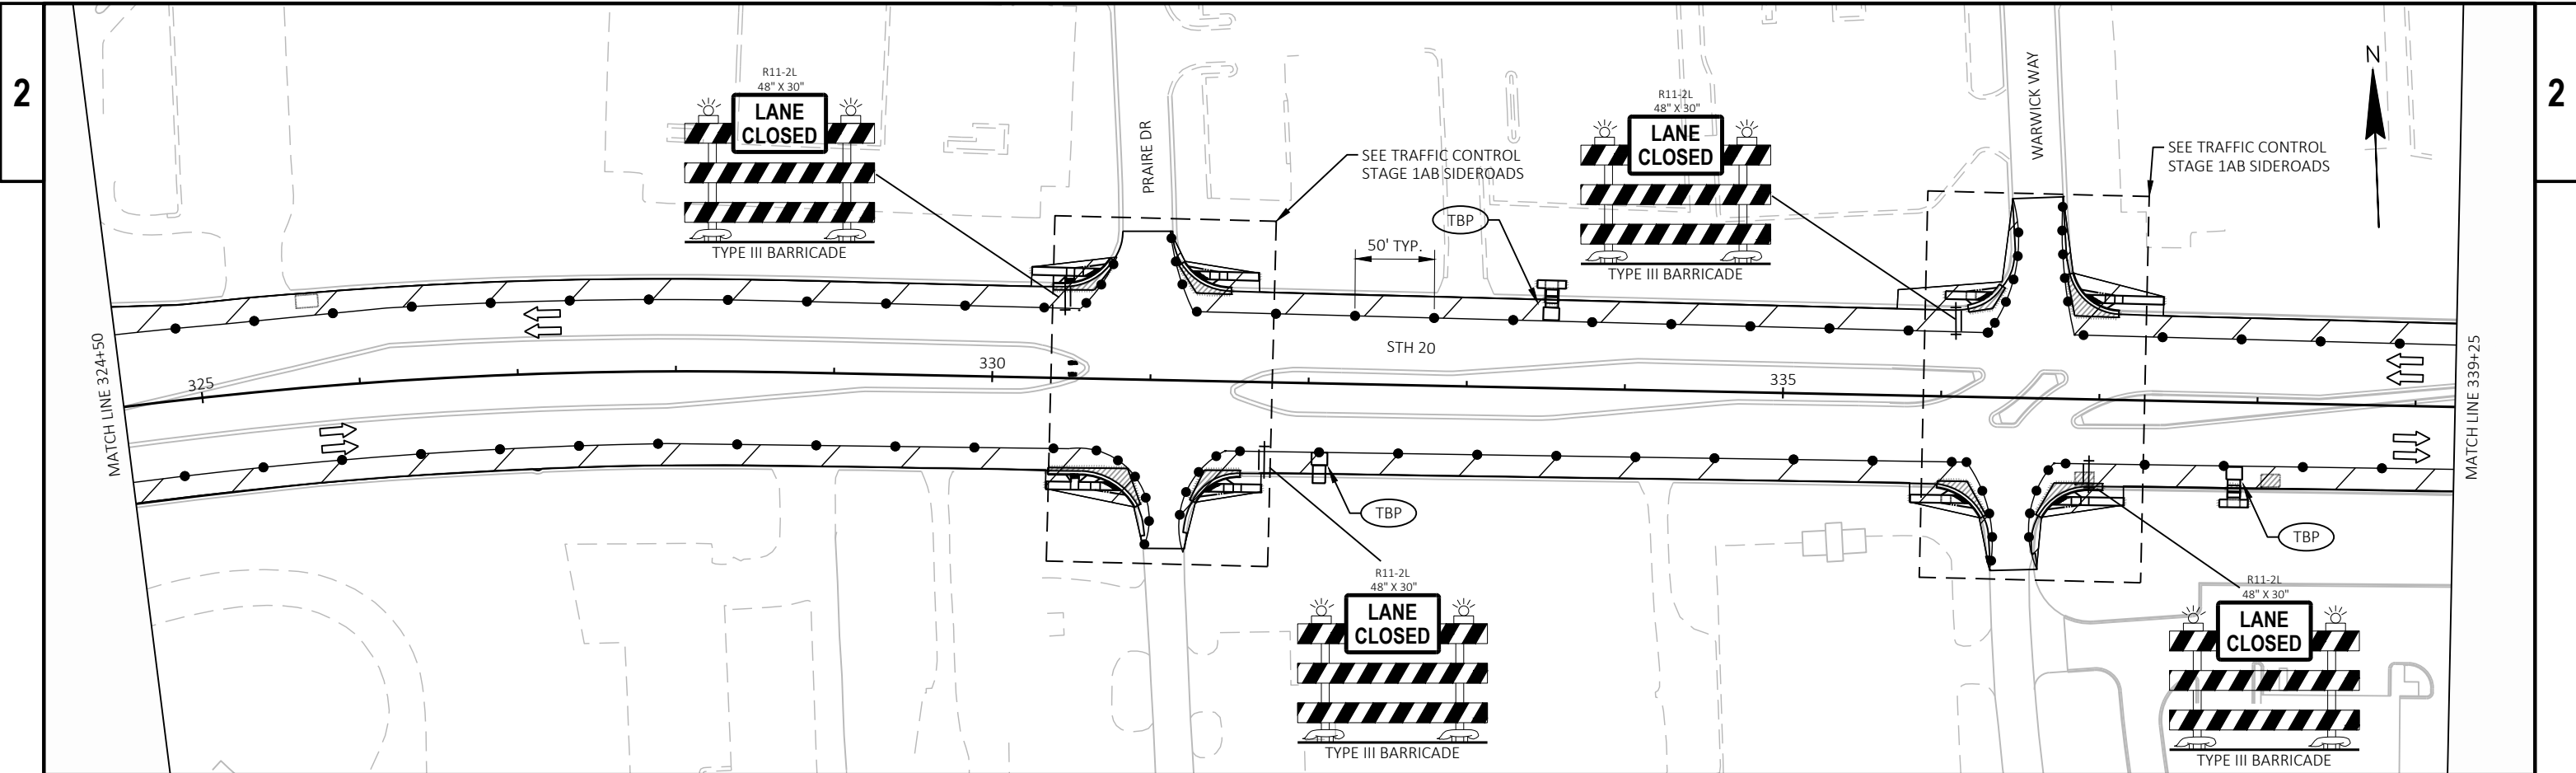 2
2
R11-2L
48" X 30"
LANE
CLOSED
TYPE III BARRICADE
PRAIRE DR
SEE TRAFFIC CONTROL
STAGE 1AB SIDEROADS
TBP
50' TYP.
R11-2L
48" X 30"
LANE
CLOSED
TYPE III BARRICADE
WARWICK WAY
SEE TRAFFIC CONTROL
STAGE 1AB SIDEROADS
N
MATCH LINE 324+50
325
330
STH 20
335
MATCH LINE 339+25
TBP
TBP
R11-2L
48" X 30"
LANE
CLOSED
TYPE III BARRICADE
R11-2L
48" X 30"
LANE
CLOSED
TYPE III BARRICADE